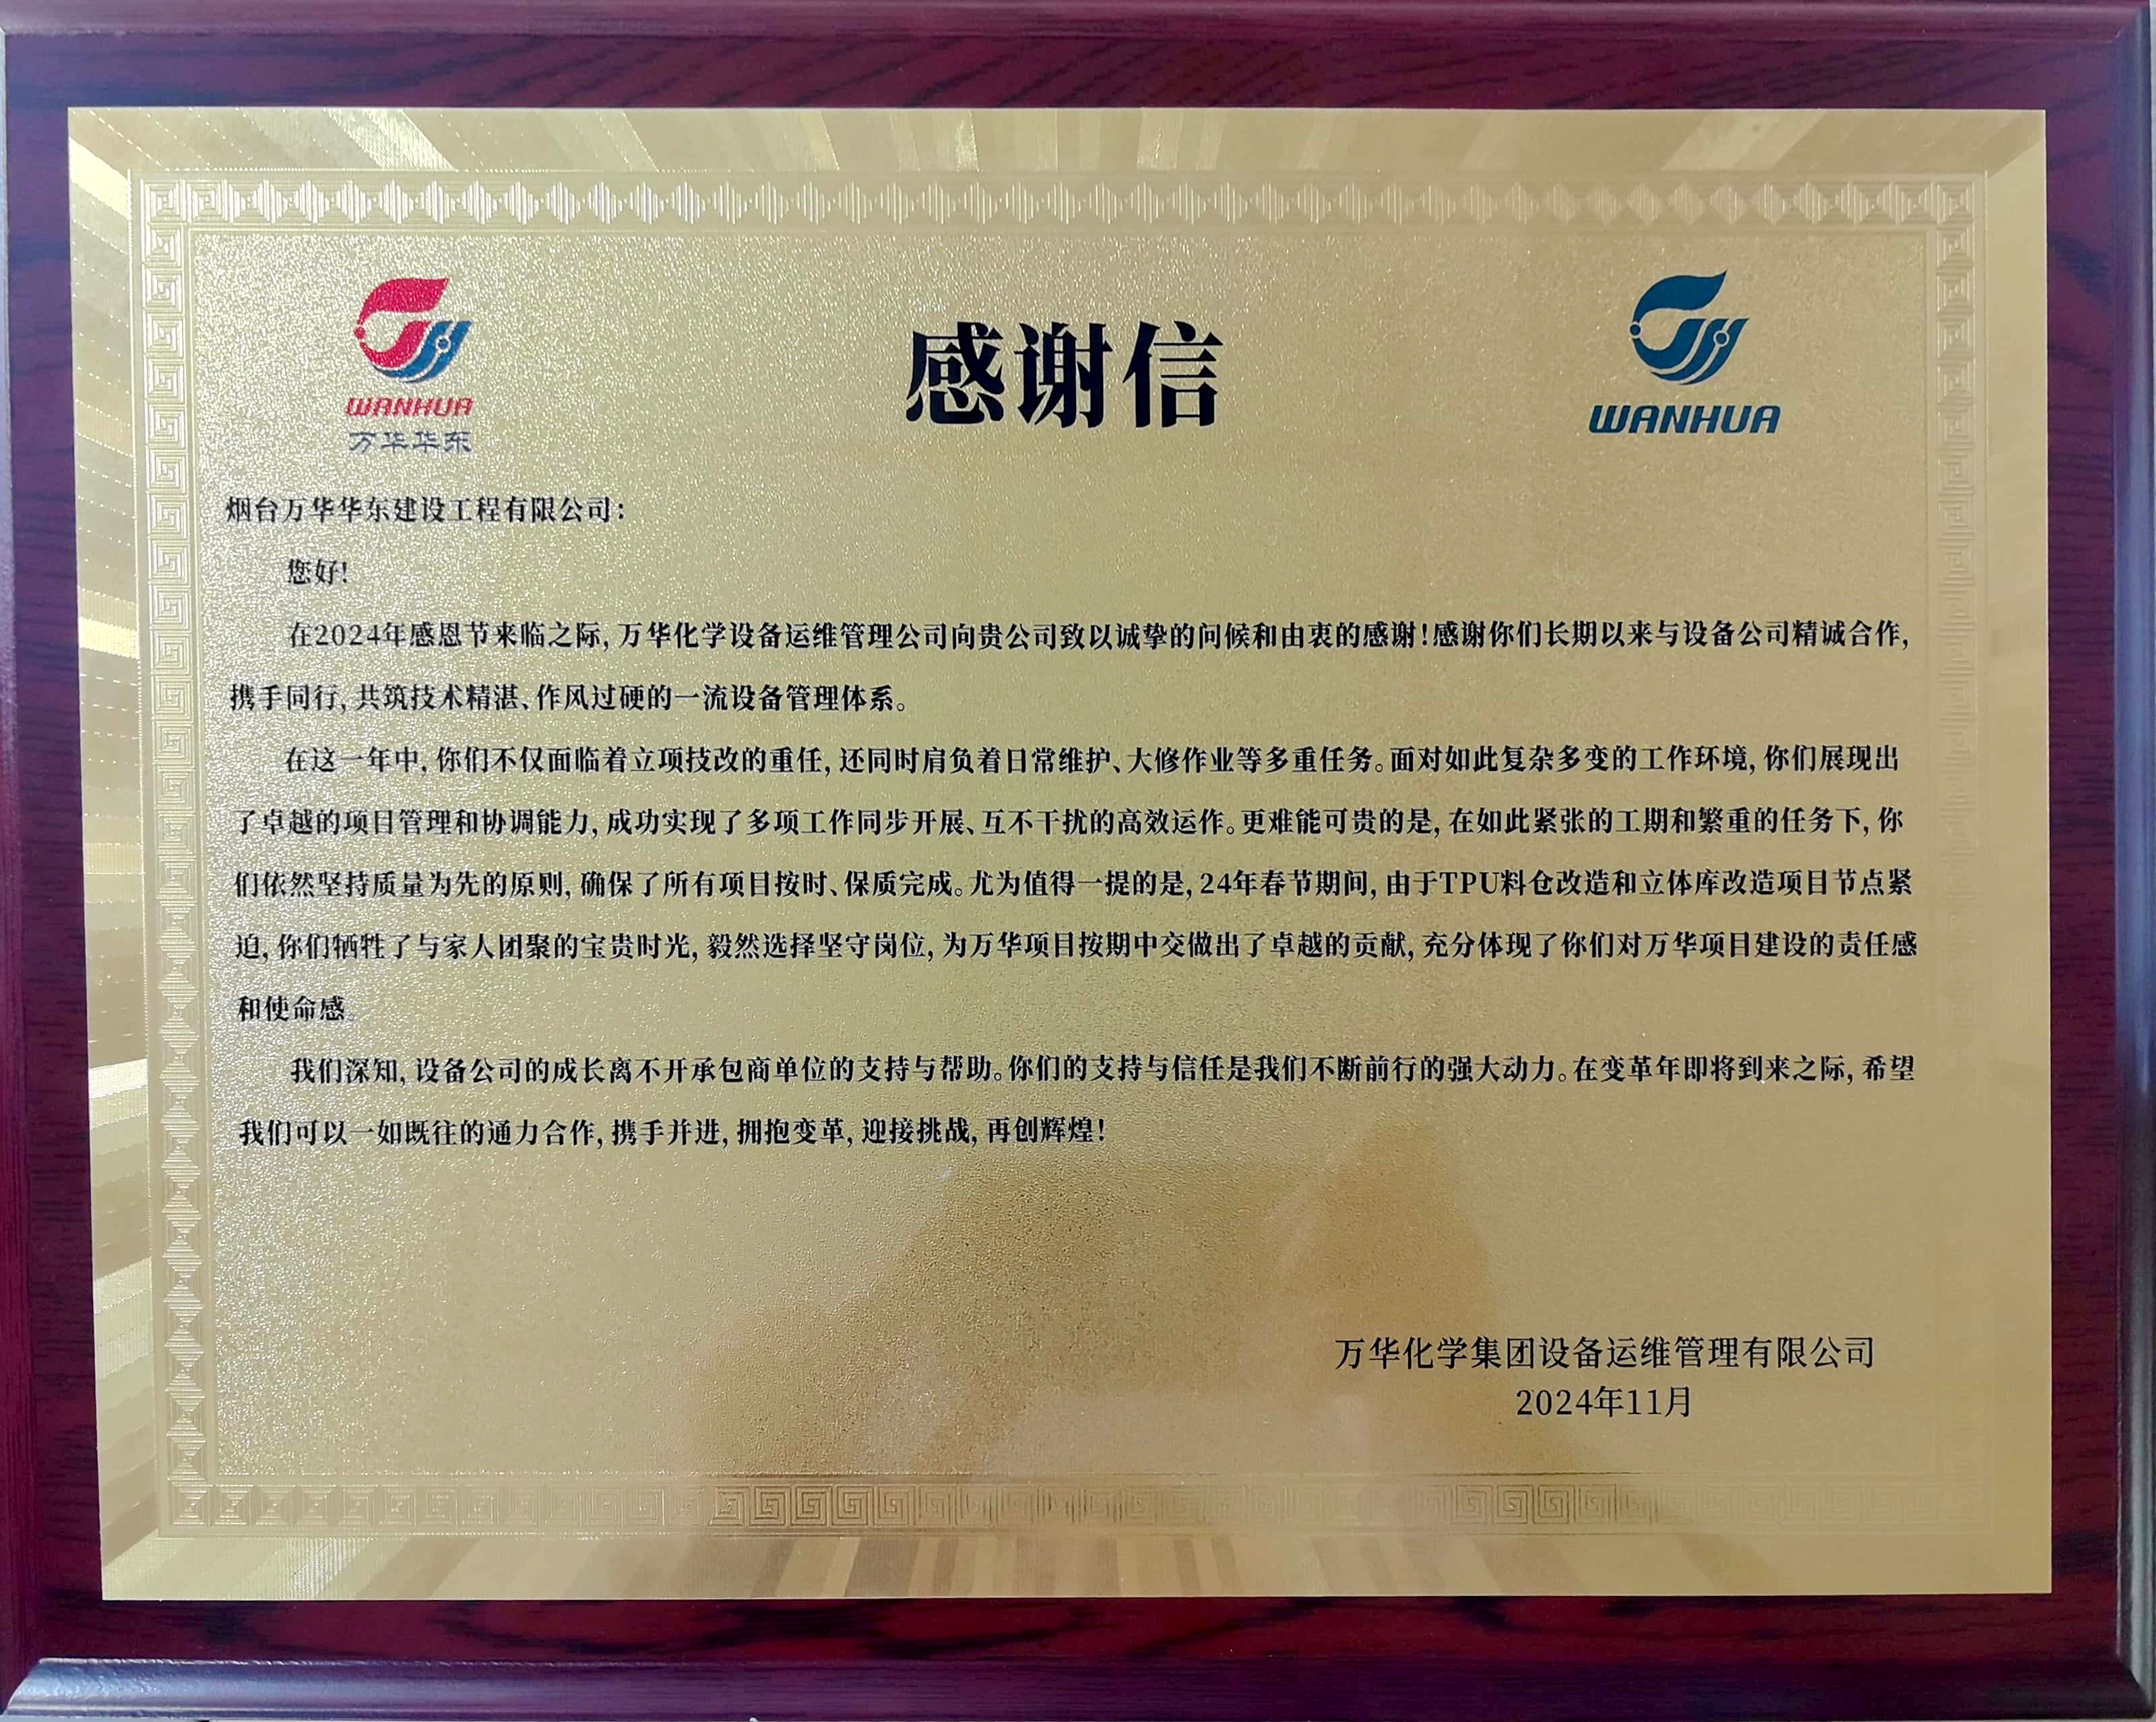 WANHUA
万华华东
感谢信
WANHUA
烟台万华华东建设工程有限公司：
您好！
在2024年感恩节来临之际，万华化学设备运维管理公司向贵公司致以诚挚的问候和由衷的感谢！感谢你们长期以来与设备公司精诚合作，
携手同行，共筑技术精湛、作风过硬的一流设备管理体系。
在这一年中，你们不仅面临着立项技改的重任，还同时肩负着日常维护、大修作业等多重任务。面对如此复杂多变的工作环境，你们展现出
了卓越的项目管理和协调能力，成功实现了多项工作同步开展、互不干扰的高效运作。更难能可贵的是，在如此紧张的工期和繁重的任务下，你
们依然坚持质量为先的原则，确保了所有项目按时、保质完成。尤为值得一提的是，24年春节期间，由于TPU料仓改造和立体库改造项目节点紧
迫，你们牺牲了与家人团聚的宝贵时光，毅然选择坚守岗位，为万华项目按期中交做出了卓越的贡献，充分体现了你们对万华项目建设的责任感
和使命感。
我们深知，设备公司的成长离不开承包商单位的支持与帮助。你们的支持与信任是我们不断前行的强大动力。在变革年即将到来之际，希望
我们可以一如既往的通力合作，携手并进，拥抱变革，迎接挑战，再创辉煌！
万华化学集团设备运维管理有限公司
2024年11月